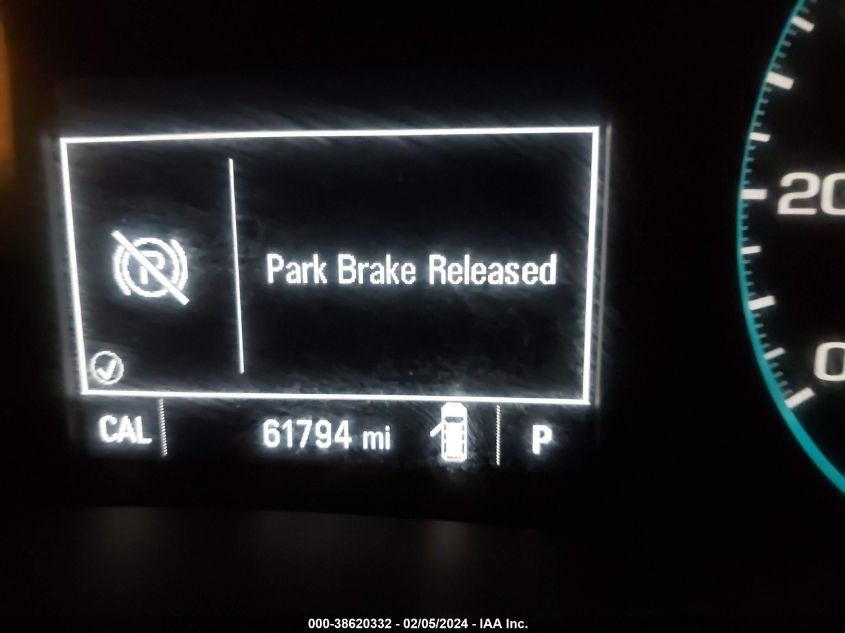 Park Brake Released
CAL 61794 mi P
20
0
000-38620332 - 02/05/2024 - IAA Inc.